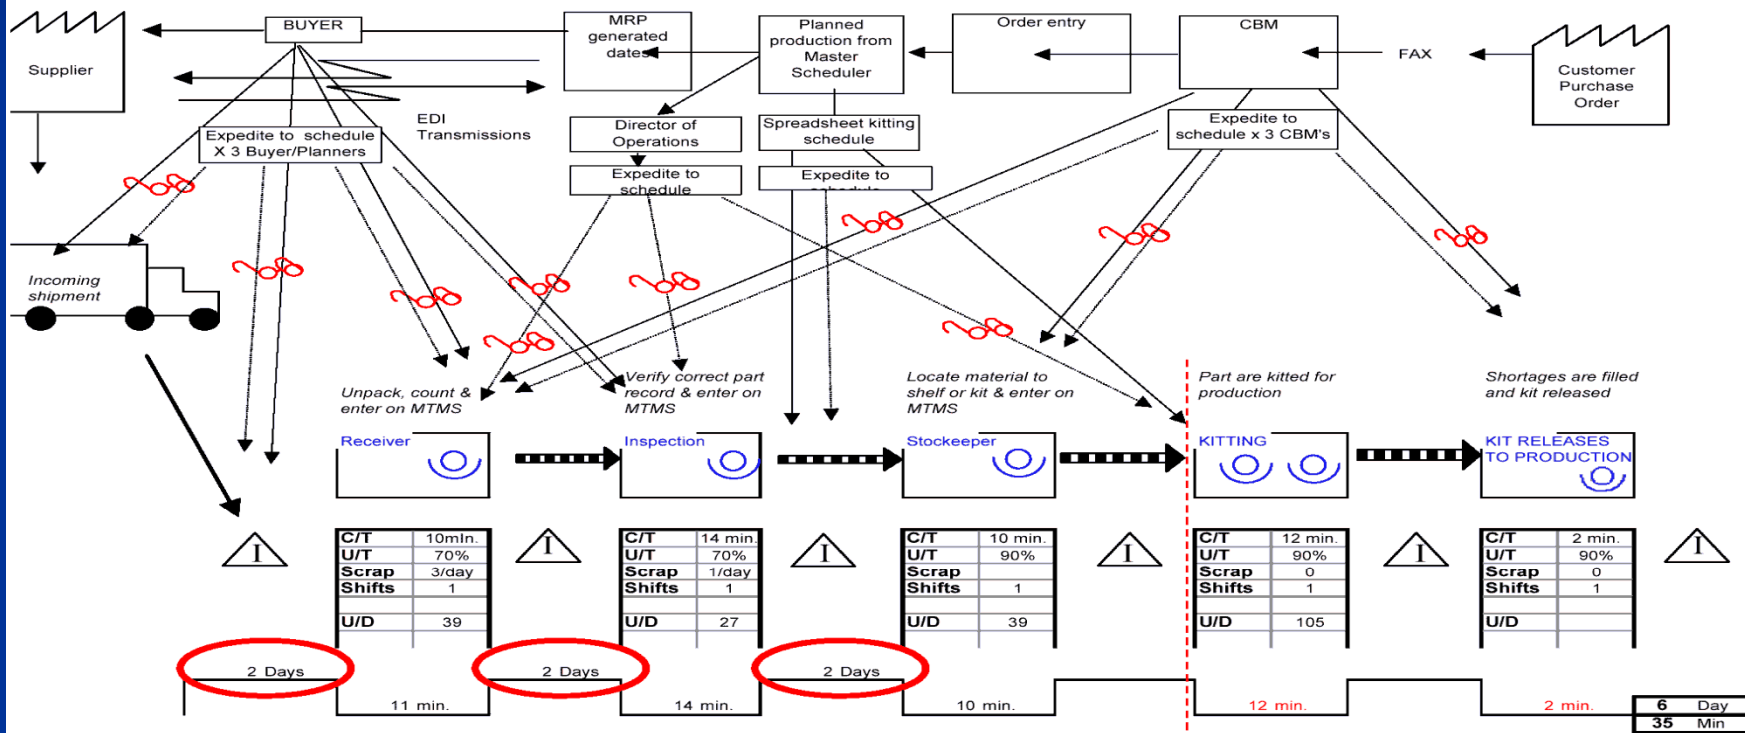 BUYER
MRP
generated
dates
Planned
production from
Master
Scheduler
Order entry
CBM
FAX
Supplier
Customer
Purchase
Order
EDI
Transmissions
Expedite to schedule
X 3 Buyer/Planners
Director of
Operations
Spreadsheet kitting
schedule
Expedite to
schedule x 3 CBM's
Expedite to
schedule
Expedite to
schedule
Incoming
shipment
Unpack, count &
enter on MTMS
Verify correct part
record & enter on
MTMS
Locate material to
shelf or kit & enter on
MTMS
Part are kitted for
production
Shortages are filled
and kit released
Receiver
Inspection
Stockeeper
KITTING
KIT RELEASES
TO PRODUCTION
I
I
I
I
I
I
C/T 10mIn.
U/T 70%
Scrap 3/day
Shifts 1
U/D 39
C/T 14 min.
U/T 70%
Scrap 1/day
Shifts 1
U/D 27
C/T 10 min.
U/T 90%
Scrap
Shifts 1
U/D 39
C/T 12 min.
U/T 90%
Scrap 0
Shifts 1
U/D 105
C/T 2 min.
U/T 90%
Scrap 0
Shifts 1
U/D
2 Days
2 Days
2 Days
11 min.
14 min.
10 min.
12 min.
2 min.
6 Day
35 Min